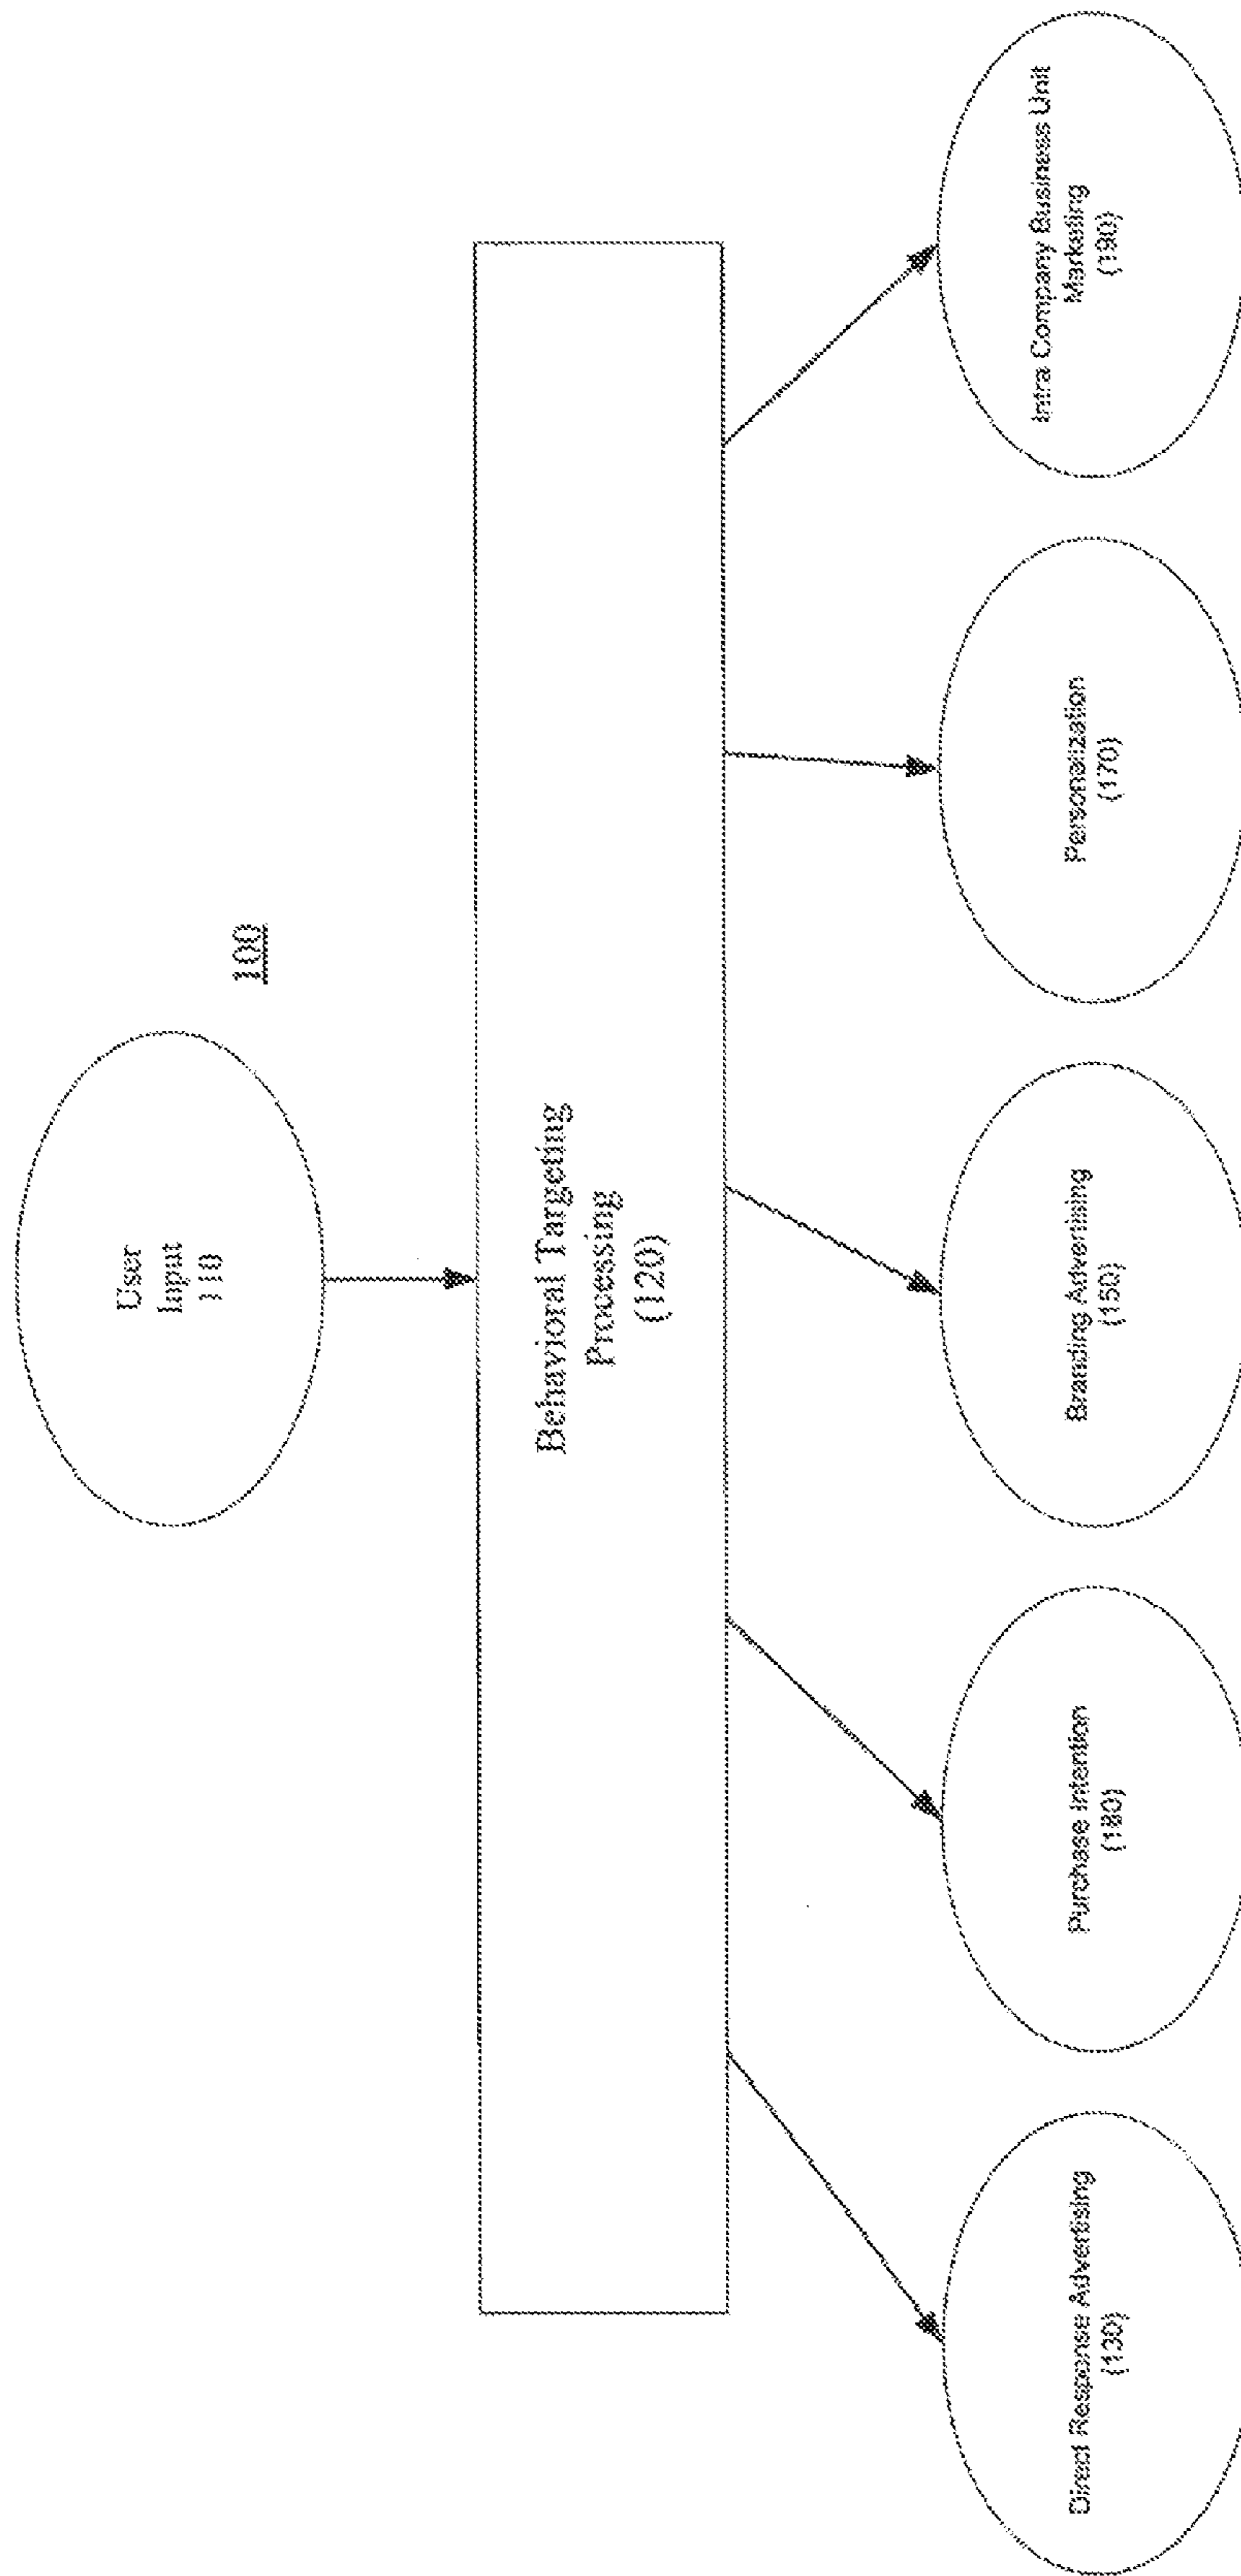 User
Input
110
100
Behavioral Targeting
Processing
(120)
Direct Response Advertising
(130)
Purchase Intention
(180)
Branding Advertising
(150)
Personalization
(170)
Intra Company Business Unit
Marketing
(190)